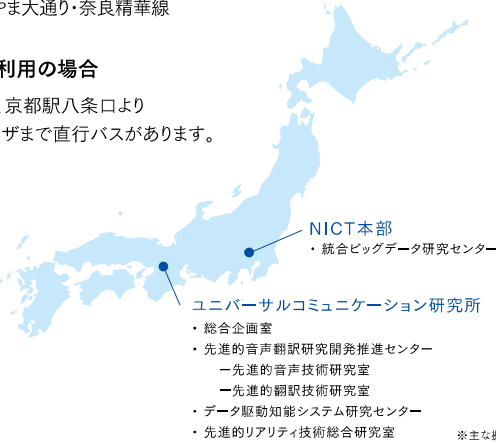 やま大通り・奈良精華線
利用の場合
京都駅八条口より
ザまで直行バスがあります。
NICT本部
・統合ビッグデータ研究センター
ユニバーサルコミュニケーション研究所
・総合企画室
・先進的音声翻訳研究開発推進センター
ー先進的音声技術研究室
ー先進的翻訳技術研究室
・データ駆動知能システム研究センター
・先進的リアリティ技術総合研究室
※主な